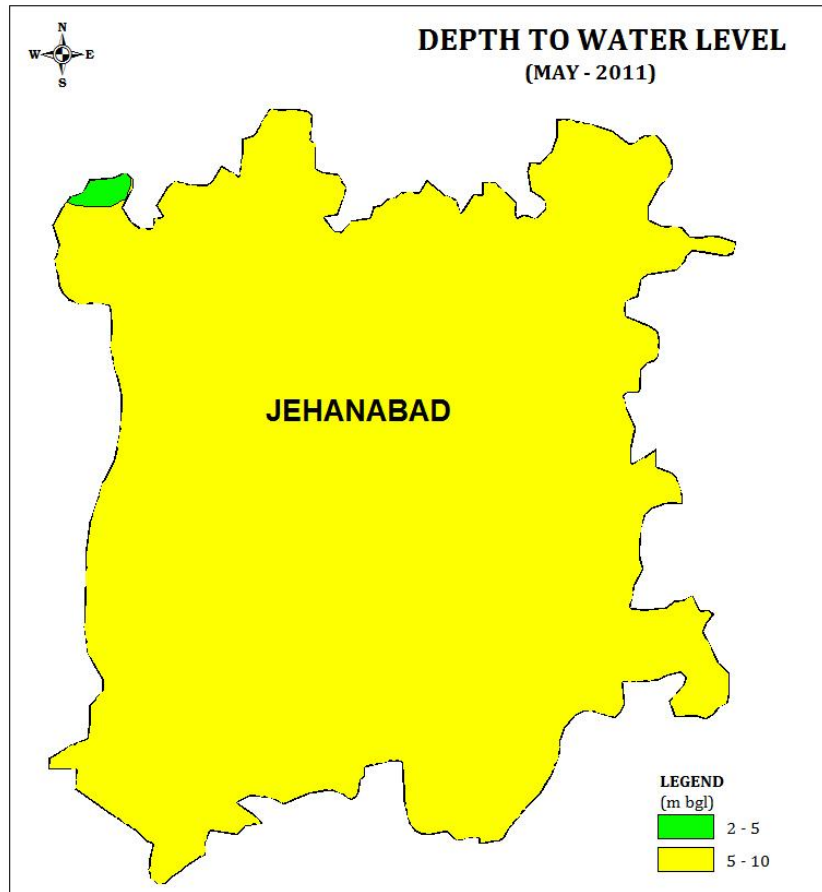 N
W E
S
DEPTH TO WATER LEVEL
(MAY - 2011)
JEHANABAD
LEGEND
(m bgl)
2 - 5
5 - 10